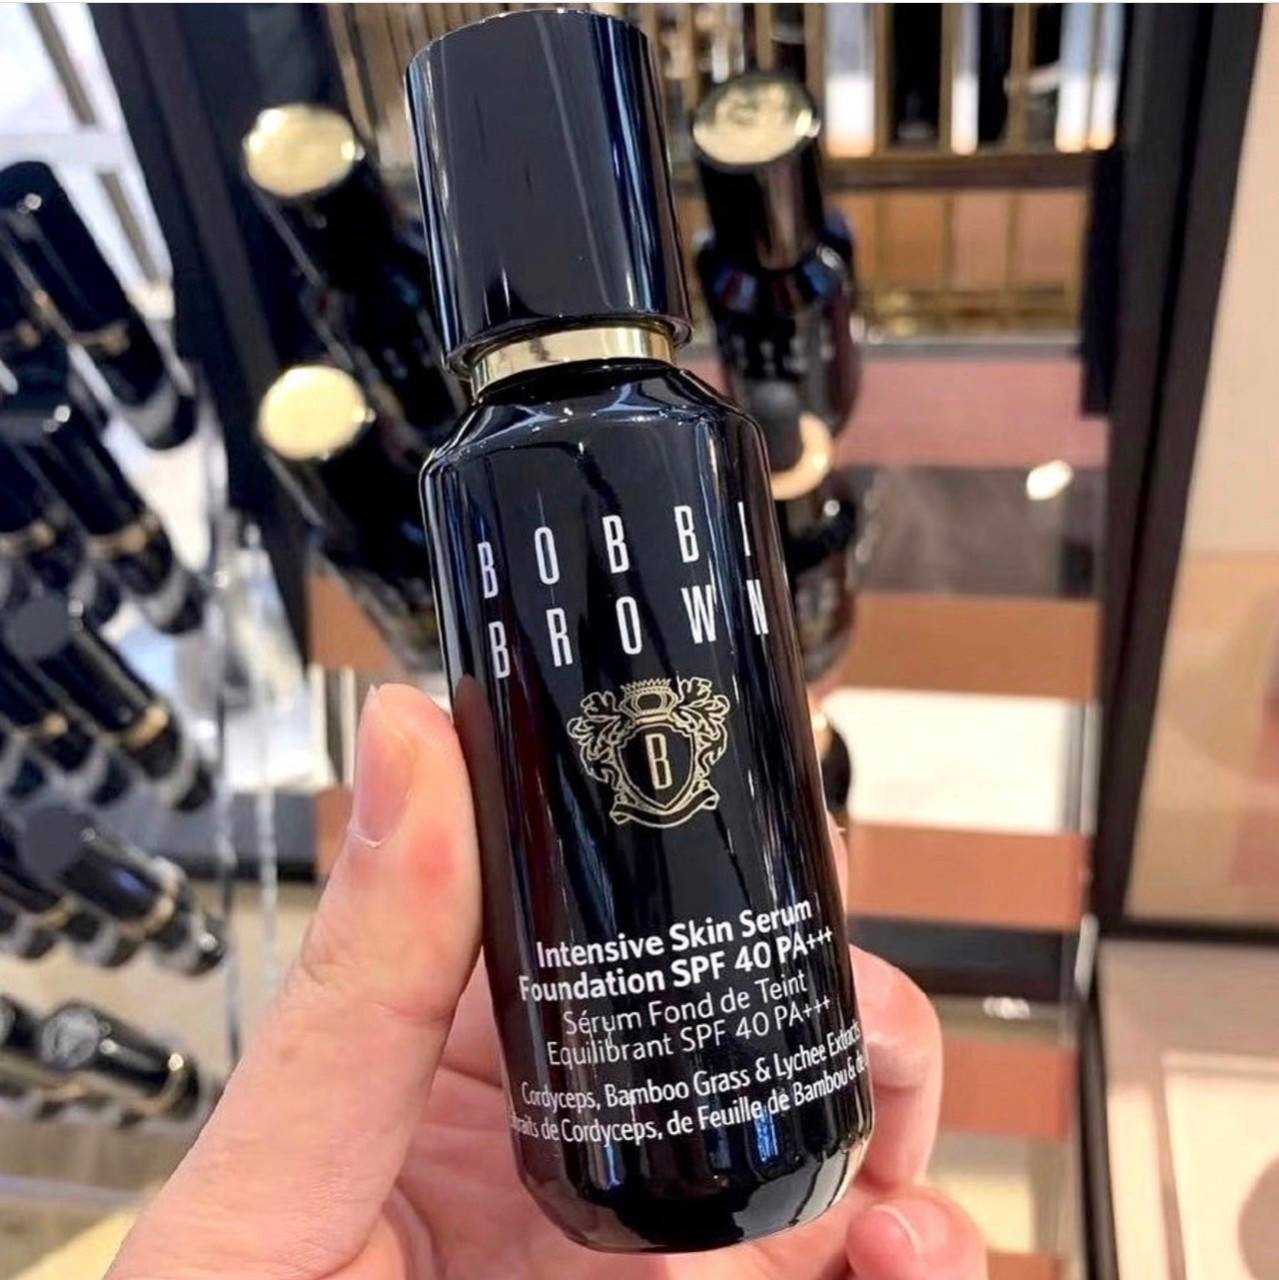 BOBBI
BROWN
B
Intensive Skin Serum
Foundation SPF 40 PA+++
Sérum Fond de Teint
Equilibrant SPF 40 PA+++
Cordyceps, Bamboo Grass & Lychee Extracts
de Cordyceps, de Feuille de Bambou & de